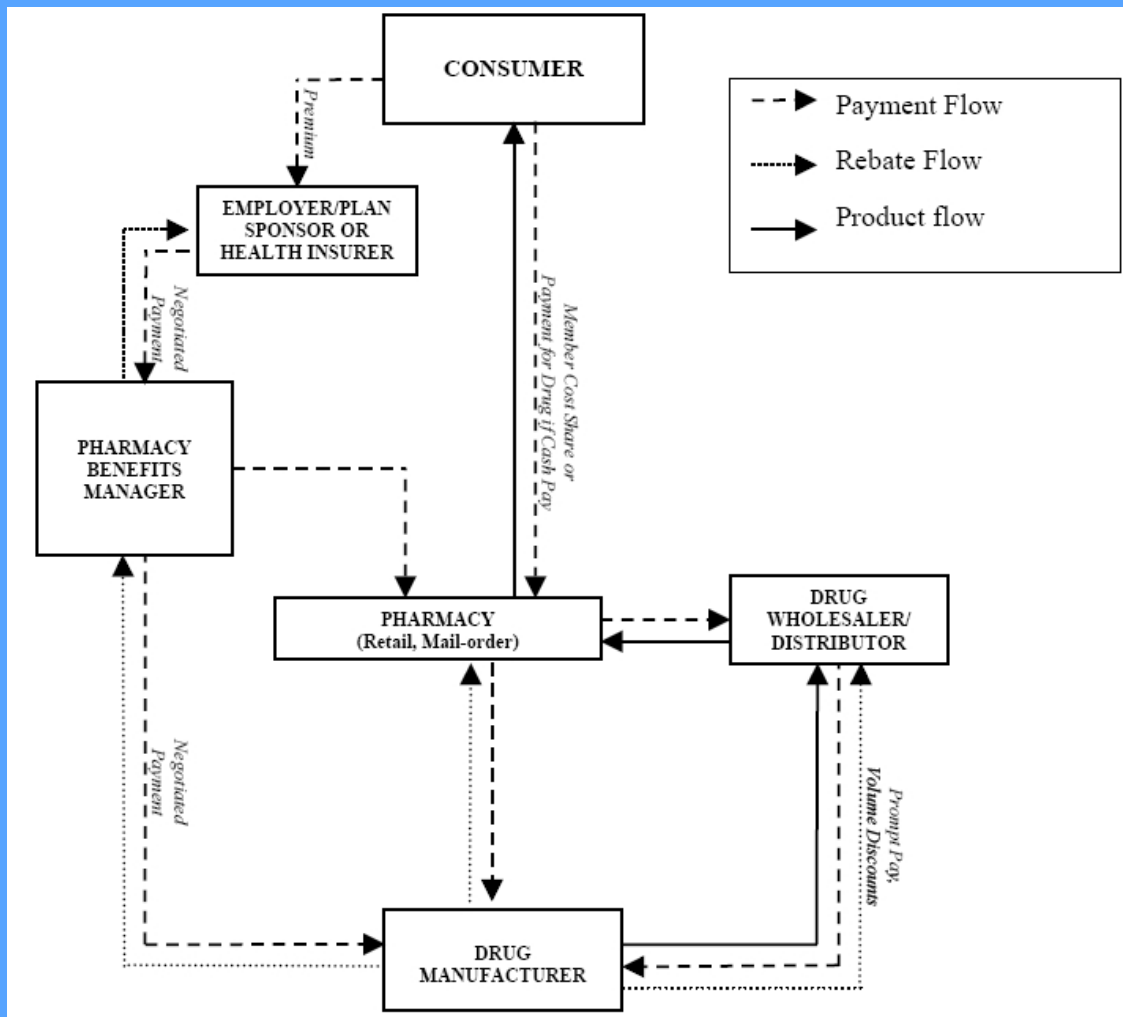 CONSUMER
Payment Flow
Rebate Flow
Product flow
Premium
EMPLOYER/PLAN
SPONSOR OR
HEALTH INSURER
Negotiated
Payment
Member Cost Share or
Payment for Drug if Cash Pay
PHARMACY
BENEFITS
MANAGER
PHARMACY
(Retail, Mail-order)
DRUG
WHOLESALER/
DISTRIBUTOR
Negotiated
Payment
Prompt Pay,
Volume Discounts
DRUG
MANUFACTURER